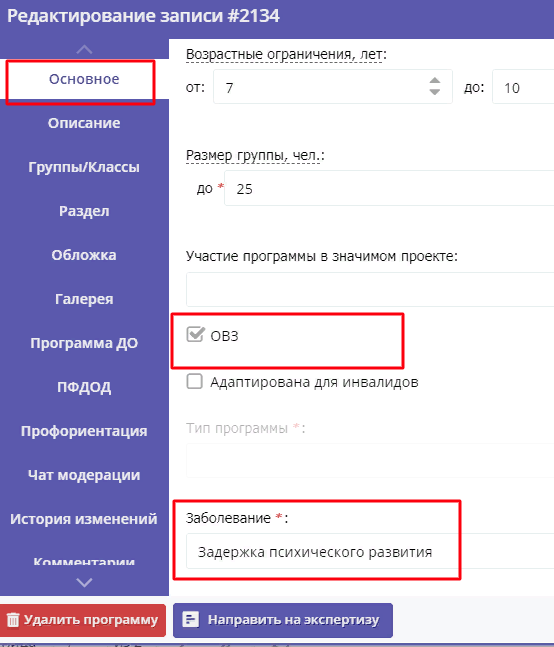 Редактирование записи #2134
Основное
Описание
Группы/Классы
Раздел
Обложка
Галерея
Программа ДО
ПФДОД
Профориентация
Чат модерации
История изменений
Комментарии
Возрастные ограничения, лет:
от: 7 до: 10
Размер группы, чел.:
до * 25
Участие программы в значимом проекте:
ОВЗ
Адаптирована для инвалидов
Тип программы *:
Заболевание *:
Задержка психического развития
Удалить программу
Направить на экспертизу